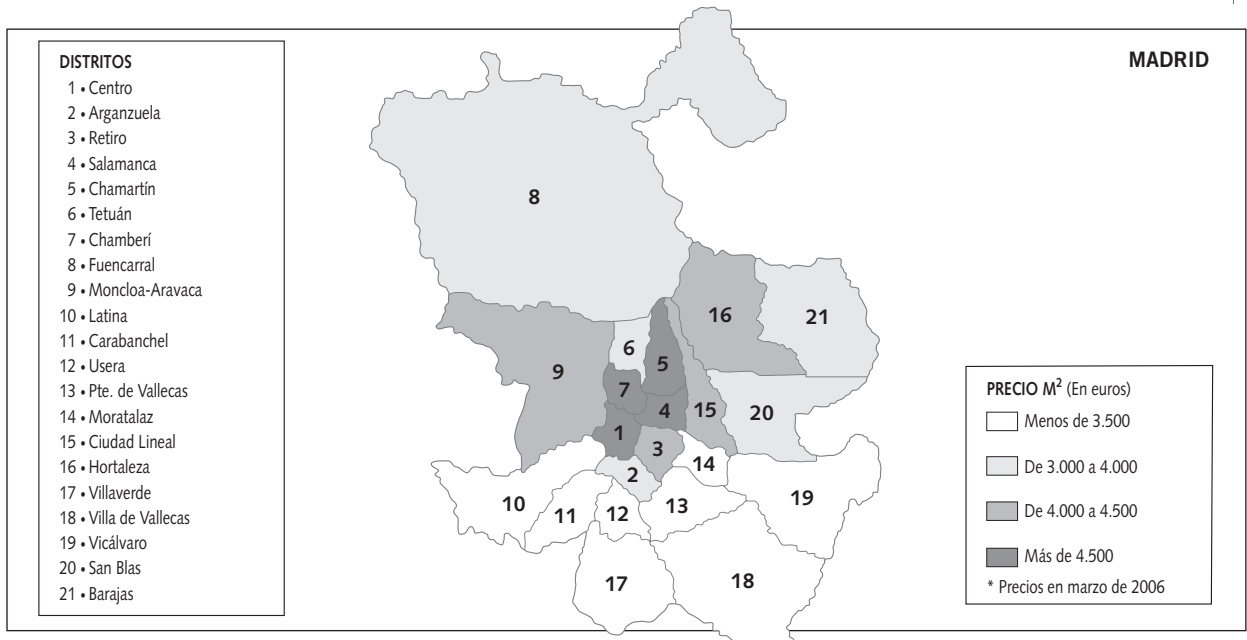 MADRID
DISTRITOS
1 • Centro
2 • Arganzuela
3 • Retiro
4 • Salamanca
5 • Chamartín
6 • Tetuán
7 • Chamberí
8 • Fuencarral
9 • Moncloa-Aravaca
10 • Latina
11 • Carabanchel
12 • Usera
13 • Pte. de Vallecas
14 • Moratalaz
15 • Ciudad Lineal
16 • Hortaleza
17 • Villaverde
18 • Villa de Vallecas
19 • Vicálvaro
20 • San Blas
21 • Barajas
8
16
21
6
5
9
7
4
15
20
1
3
2
14
10
11
12
13
19
17
18
PRECIO M² (En euros)
Menos de 3.500
De 3.000 a 4.000
De 4.000 a 4.500
Más de 4.500
* Precios en marzo de 2006